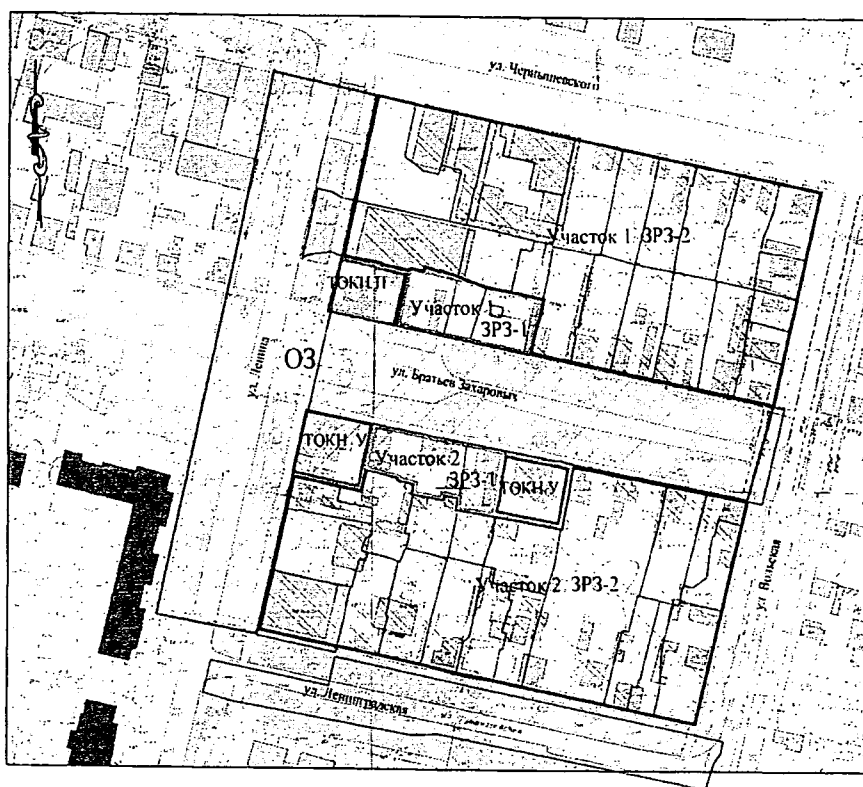 ул. Чернышевского
Участок 1 ЗРЗ-2
ТОКН П
Участок 1
ЗРЗ-1
ОЗ
ул. Ленина
ул. Братьев Захаровых
ТОКН У
Участок 2
ЗРЗ-1
ТОКН У
Участок 2 ЗРЗ-2
ул. Вольская
ул. Ленинградская